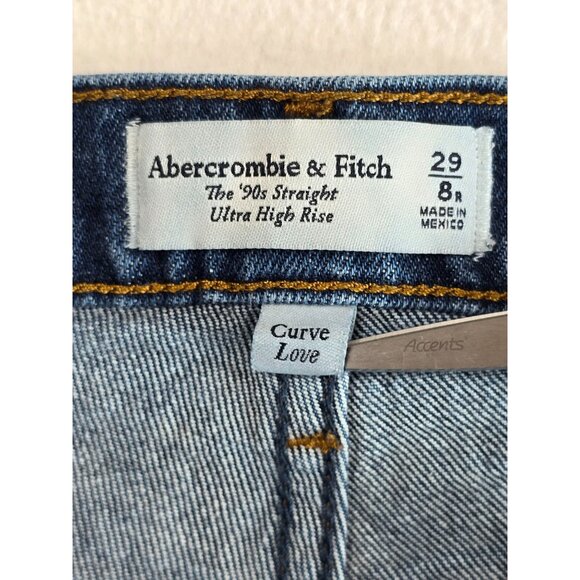 Abercrombie & Fitch
The '90s Straight
Ultra High Rise
29
8R
MADE IN
MEXICO
Curve
Love
Accents